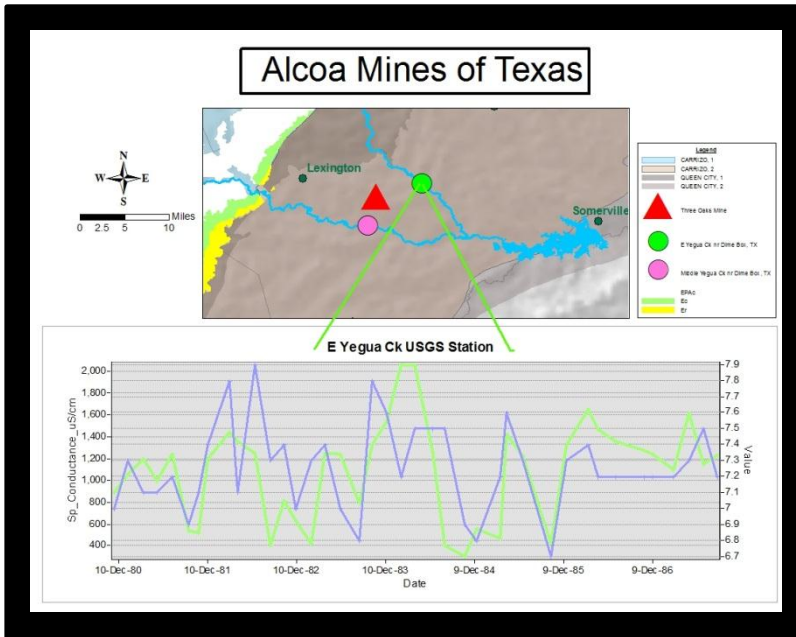 Alcoa Mines of Texas
N
W E
S
0 2.5 5 10
Miles
Lexington
Somerville
Legend
CARRIZO, 1
CARRIZO, 2
QUEEN CITY, 1
QUEEN CITY, 2
Three Oaks Mine
E Yegua Ck nr Dime Box, TX
Middle Yegua Ck nr Dime Box, TX
EPAc
Ec
Er
E Yegua Ck USGS Station
Sp_Conductance_uS/cm
2,000
1,800
1,600
1,400
1,200
1,000
800
600
400
7.9
7.8
7.7
7.6
7.5
7.4
7.3
7.2
7.1
7
6.9
6.8
6.7
Value
10-Dec-80 10-Dec-81 10-Dec-82 10-Dec-83 9-Dec-84 9-Dec-85 9-Dec-86
Date